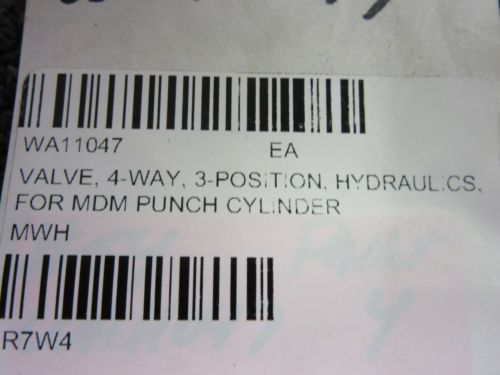 WA11047 EA
VALVE, 4-WAY, 3-POSITION, HYDRAULICS,
FOR MDM PUNCH CYLINDER
MWH
R7W4